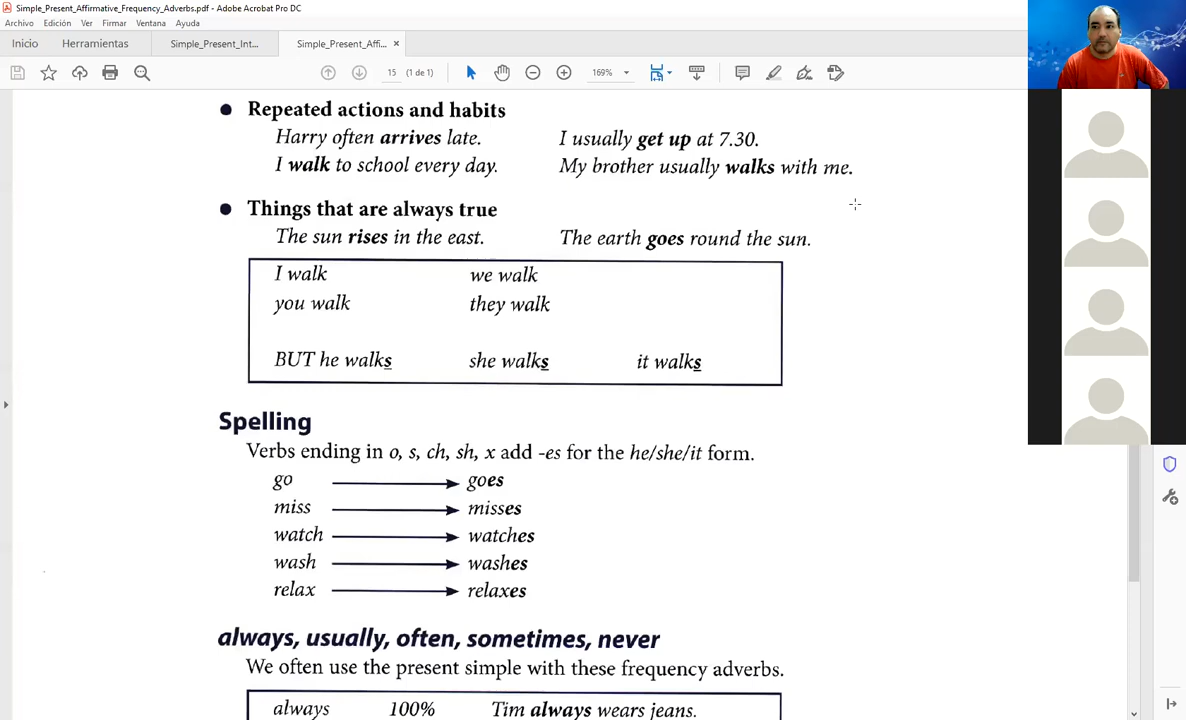 Simple_Present_Affirmative_Frequency_Adverbs.pdf - Adobe Acrobat Pro DC
Archivo Edición Ver Firmar Ventana Ayuda
Inicio Herramientas Simple_Present_Int... Simple_Present_Affi... ×
15 (1 de 1) 169%
Repeated actions and habits
Harry often arrives late. I usually get up at 7.30.
I walk to school every day. My brother usually walks with me.
Things that are always true
The sun rises in the east. The earth goes round the sun.
I walk we walk
you walk they walk
BUT he walks she walks it walks
Spelling
Verbs ending in o, s, ch, sh, x add -es for the he/she/it form.
go goes
miss misses
watch watches
wash washes
relax relaxes
always, usually, often, sometimes, never
We often use the present simple with these frequency adverbs.
always 100% Tim always wears jeans.